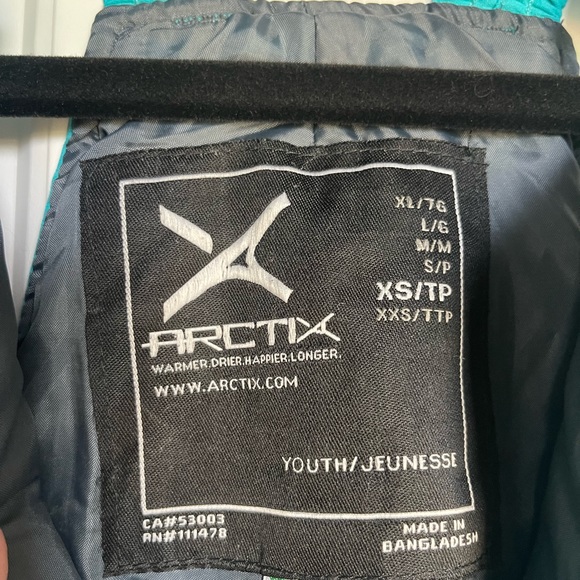 XL/TG
L/G
M/M
S/P
XS/TP
XXS/TTP
ARCTIX
WARMER.DRIER.HAPPIER.LONGER.
WWW.ARCTIX.COM
YOUTH/JEUNESSE
CA#53003
RN#111478
MADE IN
BANGLADESH